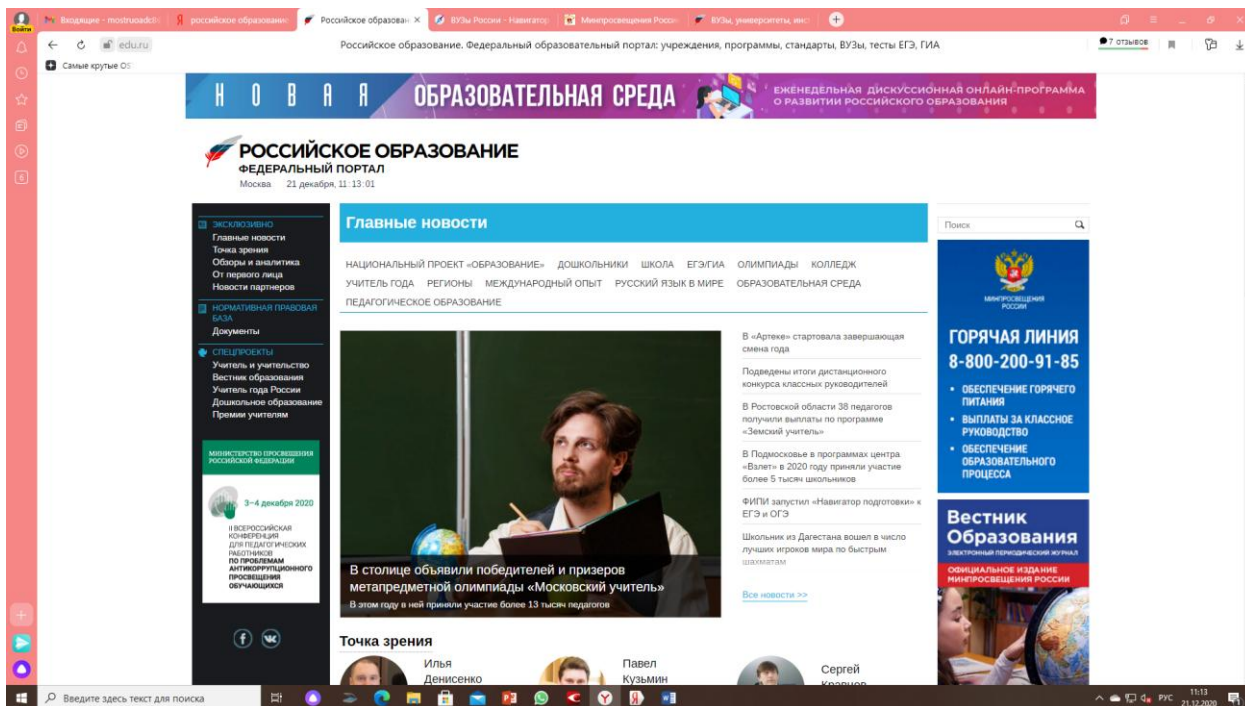 Войти
Входящие - mostruoadcli
российское образование
Российское образован
ВУЗы России - Навигатор
Минпросвещения Росси
ВУЗы, университеты, инс
edu.ru
Российское образование. Федеральный образовательный портал: учреждения, программы, стандарты, ВУЗы, тесты ЕГЭ, ГИА
7 отзывов
Самые крутые
НОВАЯ ОБРАЗОВАТЕЛЬНАЯ СРЕДА
ЕЖЕНЕДЕЛЬНАЯ ДИСКУССИОННАЯ ОНЛАЙН-ПРОГРАММА
О РАЗВИТИИ РОССИЙСКОГО ОБРАЗОВАНИЯ
РОССИЙСКОЕ ОБРАЗОВАНИЕ
ФЕДЕРАЛЬНЫЙ ПОРТАЛ
Москва 21 декабря, 11:13:01
ЭКСКЛЮЗИВНО
Главные новости
Точка зрения
Обзоры и аналитика
От первого лица
Новости партнеров
НОРМАТИВНАЯ ПРАВОВАЯ
БАЗА
Документы
СПЕЦПРОЕКТЫ
Учитель и учительство
Вестник образования
Учитель года России
Дошкольное образование
Премии учителям
МИНИСТЕРСТВО ПРОСВЕЩЕНИЯ
РОССИЙСКОЙ ФЕДЕРАЦИИ
3–4 декабря 2020
II ВСЕРОССИЙСКАЯ
КОНФЕРЕНЦИЯ
ДЛЯ ПЕДАГОГИЧЕСКИХ
РАБОТНИКОВ
ПО ПРОБЛЕМАМ
АНТИКОРРУПЦИОННОГО
ПРОСВЕЩЕНИЯ
ОБУЧАЮЩИХСЯ
Главные новости
НАЦИОНАЛЬНЫЙ ПРОЕКТ «ОБРАЗОВАНИЕ» ДОШКОЛЬНИКИ ШКОЛА ЕГЭ/ГИА ОЛИМПИАДЫ КОЛЛЕДЖ
УЧИТЕЛЬ ГОДА РЕГИОНЫ МЕЖДУНАРОДНЫЙ ОПЫТ РУССКИЙ ЯЗЫК В МИРЕ ОБРАЗОВАТЕЛЬНАЯ СРЕДА
ПЕДАГОГИЧЕСКОЕ ОБРАЗОВАНИЕ
В столице объявили победителей и призеров
метапредметной олимпиады «Московский учитель»
В этом году в ней приняли участие более 13 тысяч педагогов
В «Артеке» стартовала завершающая
смена года
Подведены итоги дистанционного
конкурса классных руководителей
В Ростовской области 38 педагогов
получили выплаты по программе
«Земский учитель»
В Подмосковье в программах центра
«Взлет» в 2020 году приняли участие
более 5 тысяч школьников
ФИПИ запустил «Навигатор подготовки» к
ЕГЭ и ОГЭ
Школьник из Дагестана вошел в число
лучших игроков мира по быстрым
шахматам
Все новости >>
Точка зрения
Илья
Денисенко
Павел
Кузьмин
Сергей
Кравцов
Поиск
МИНПРОСВЕЩЕНИЯ
РОССИИ
ГОРЯЧАЯ ЛИНИЯ
8-800-200-91-85
• ОБЕСПЕЧЕНИЕ ГОРЯЧЕГО
ПИТАНИЯ
• ВЫПЛАТЫ ЗА КЛАССНОЕ
РУКОВОДСТВО
• ОБЕСПЕЧЕНИЕ
ОБРАЗОВАТЕЛЬНОГО
ПРОЦЕССА
Вестник
Образования
ЭЛЕКТРОННЫЙ ПЕРИОДИЧЕСКИЙ ЖУРНАЛ
ОФИЦИАЛЬНОЕ ИЗДАНИЕ
МИНПРОСВЕЩЕНИЯ РОССИИ
Введите здесь текст для поиска
РУС
11:13
21.12.2020